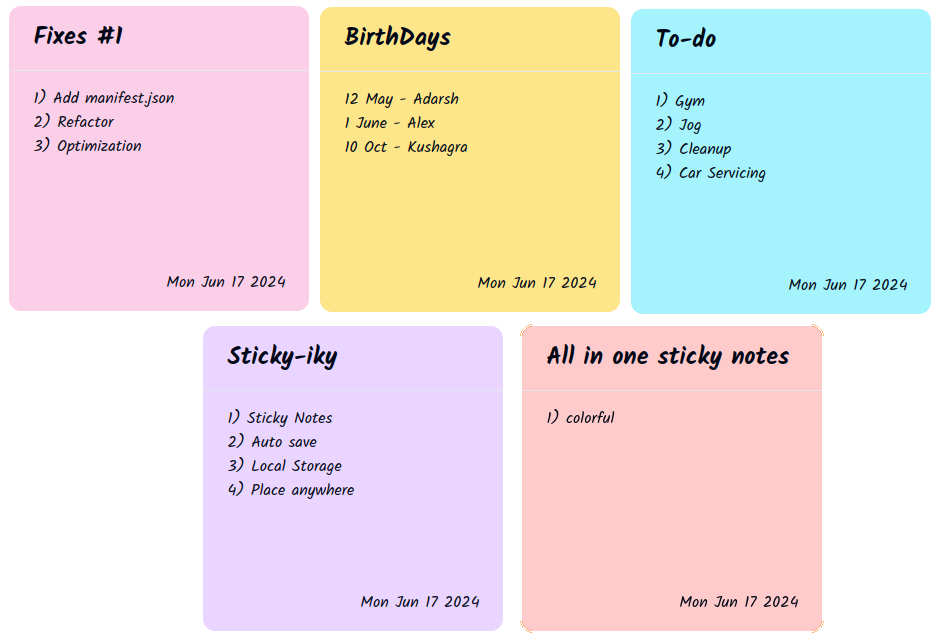 Fixes #1
1) Add manifest.json
2) Refactor
3) Optimization
Mon Jun 17 2024
BirthDays
12 May - Adarsh
1 June - Alex
10 Oct - Kushagra
Mon Jun 17 2024
To-do
1) Gym
2) Jog
3) Cleanup
4) Car Servicing
Mon Jun 17 2024
Sticky-iky
1) Sticky Notes
2) Auto save
3) Local Storage
4) Place anywhere
Mon Jun 17 2024
All in one sticky notes
1) colorful
Mon Jun 17 2024